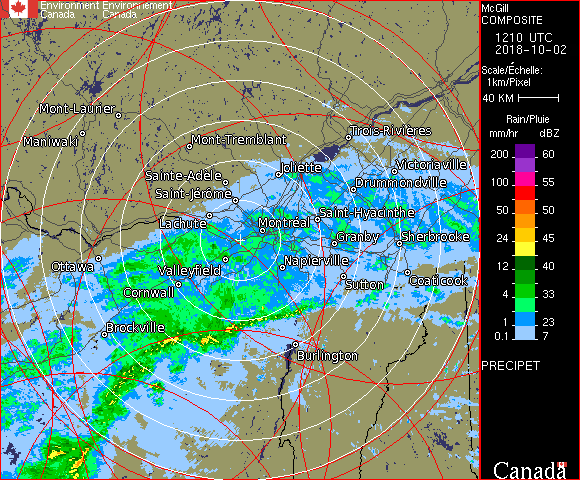 Environment Environnement
Canada Canada
McGill
COMPOSITE
1210 UTC
2018-10-02
Scale/Échelle:
1km/Pixel
40 KM
Rain/Pluie
mm/hr dBZ
200 60
100 55
50 50
24 45
12 40
4 33
1 23
0.1 7
PRECIPET
Canada
Mont-Laurier
Maniwaki
Mont-Tremblant
Trois-Rivières
Joliette
Victoriaville
Sainte-Adèle
Drummondville
Saint-Jérôme
Saint-Hyacinthe
Lachute
Montréal
Granby
Sherbrooke
Ottawa
Valleyfield
Napierville
Cornwall
Sutton
Coaticook
Brockville
Burlington